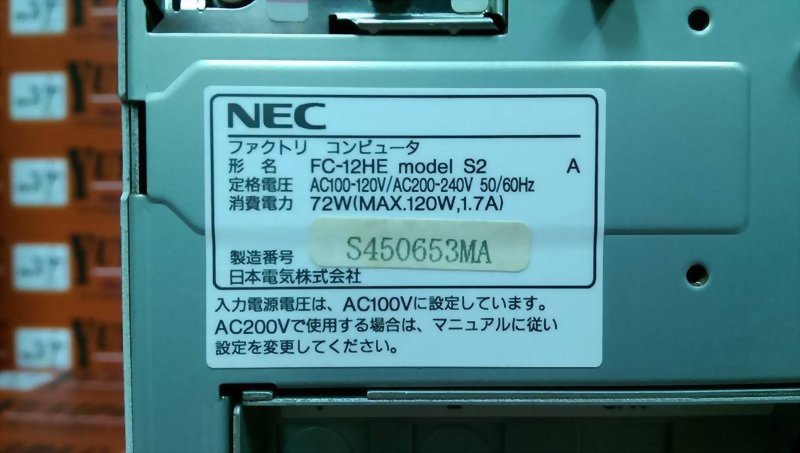 NEC
ファクトリ コンピュータ
形名 FC-12HE model S2 A
定格電圧 AC100-120V/AC200-240V 50/60Hz
消費電力 72W(MAX.120W,1.7A)
製造番号 S450653MA
日本電気株式会社
入力電源電圧は、AC100Vに設定しています。
AC200Vで使用する場合は、マニュアルに従い
設定を変更してください。